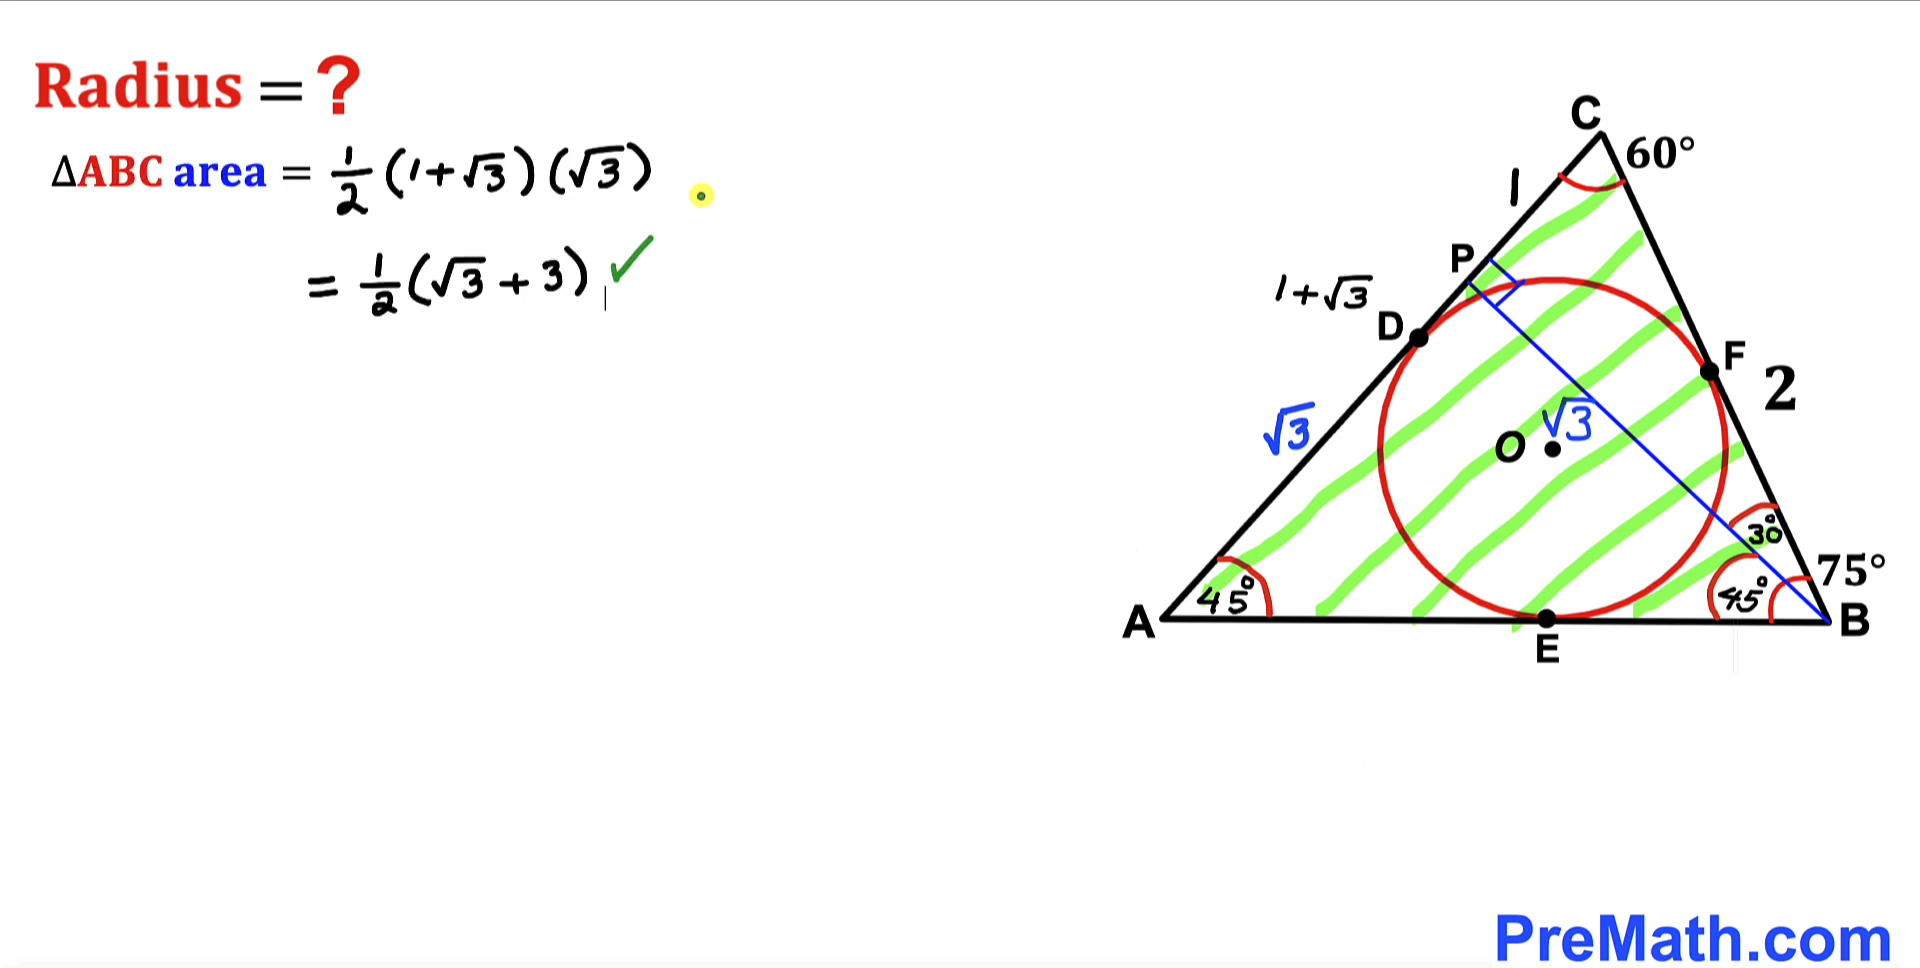 Radius = ?
ΔABC area = 1/2 (1+√3)(√3)
= 1/2 (√3 + 3)
C
60°
1
P
1+√3
D
F
2
√3
√3
O
30°
75°
45°
45°
A
B
E
PreMath.com